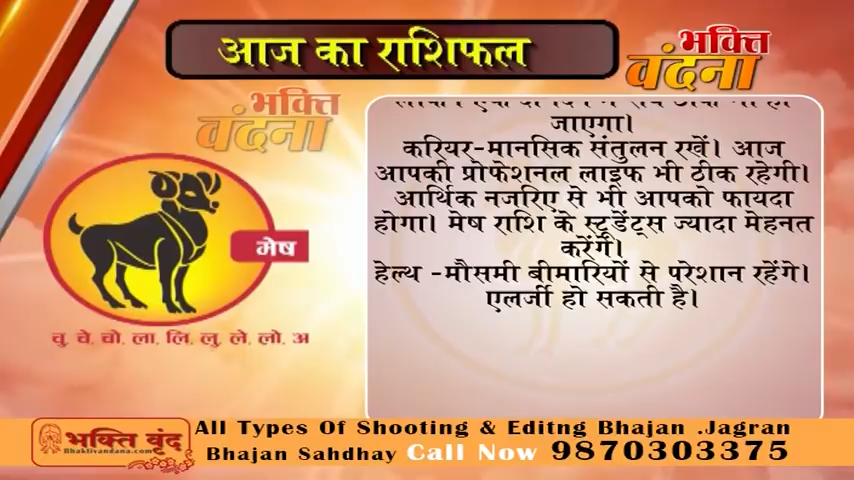 आज का राशिफल
भक्ति
वंदना
भक्ति
वंदना
जाएगा।
करियर-मानसिक संतुलन रखें। आज
आपकी प्रोफेशनल लाइफ भी ठीक रहेगी।
आर्थिक नजरिए से भी आपको फायदा
होगा। मेष राशि के स्टूडेंट्स ज्यादा मेहनत
करेंगे।
हेल्थ -मौसमी बीमारियों से परेशान रहेंगे।
एलर्जी हो सकती है।
मेष
चु, चे, चो, ला, लि, लु, ले, लो, अ
भक्ति वृंद
Bhaktivandana.com
All Types Of Shooting & Editng Bhajan .Jagran
Bhajan Sahdhay Call Now 9870303375